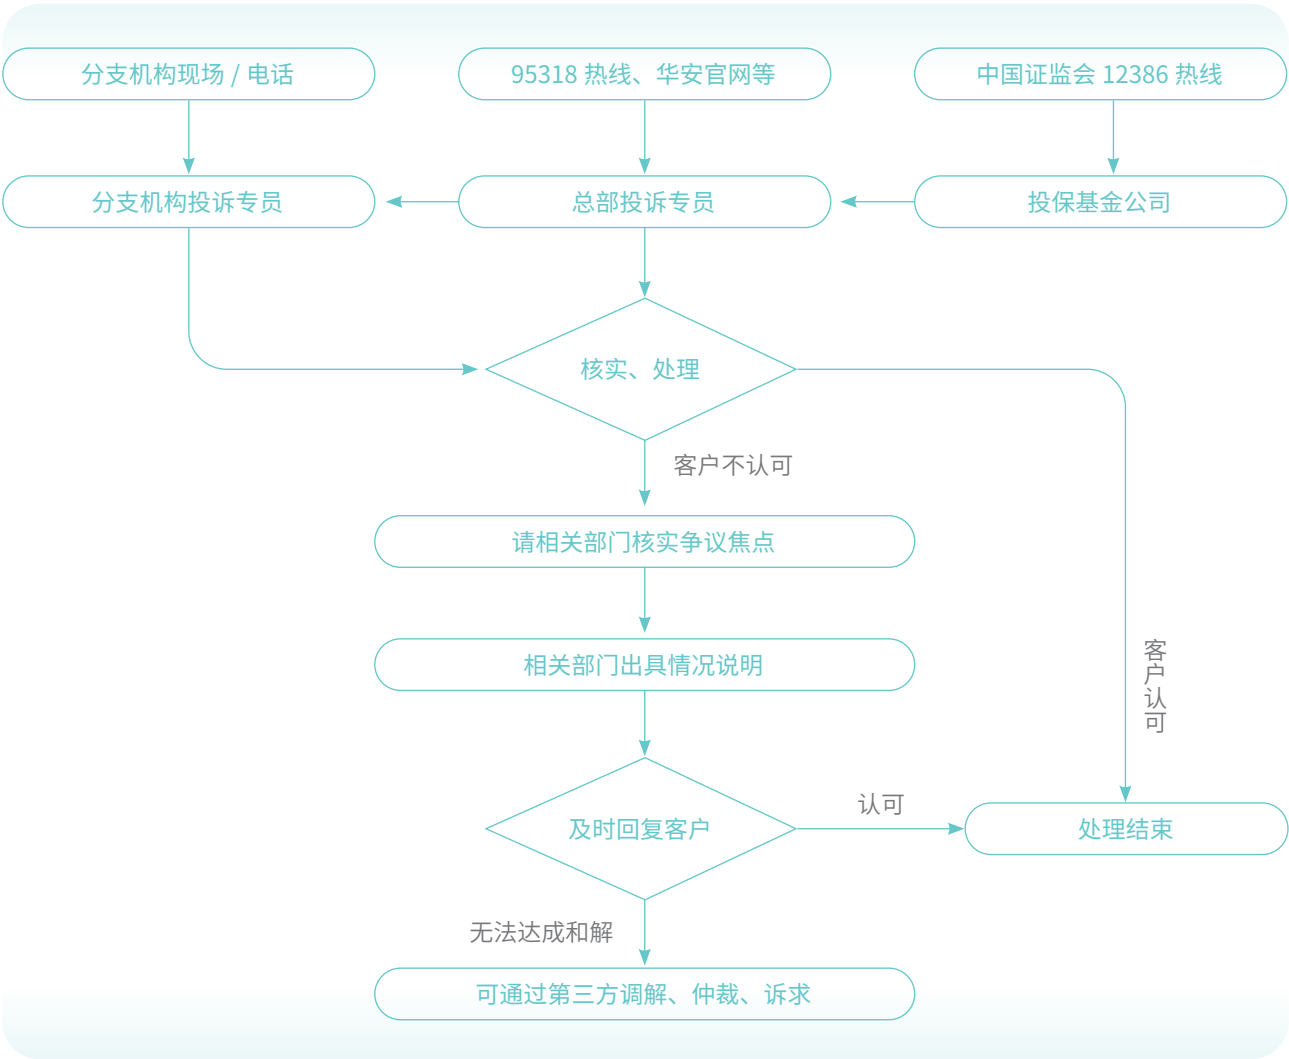 分支机构现场 / 电话
95318 热线、华安官网等
中国证监会 12386 热线
分支机构投诉专员
总部投诉专员
投保基金公司
核实、处理
客户不认可
请相关部门核实争议焦点
相关部门出具情况说明
客户认可
及时回复客户
认可
处理结束
无法达成和解
可通过第三方调解、仲裁、诉求